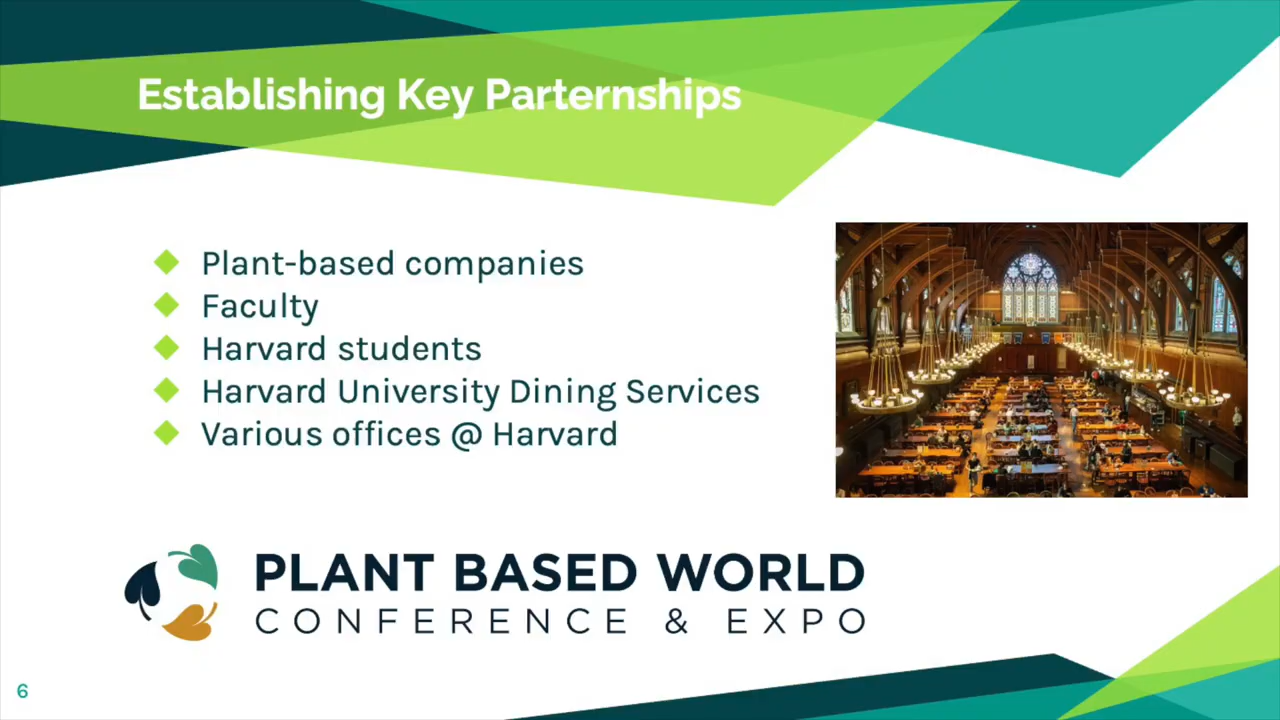 Establishing Key Parternships
Plant-based companies
Faculty
Harvard students
Harvard University Dining Services
Various offices @ Harvard
PLANT BASED WORLD
CONFERENCE & EXPO
6